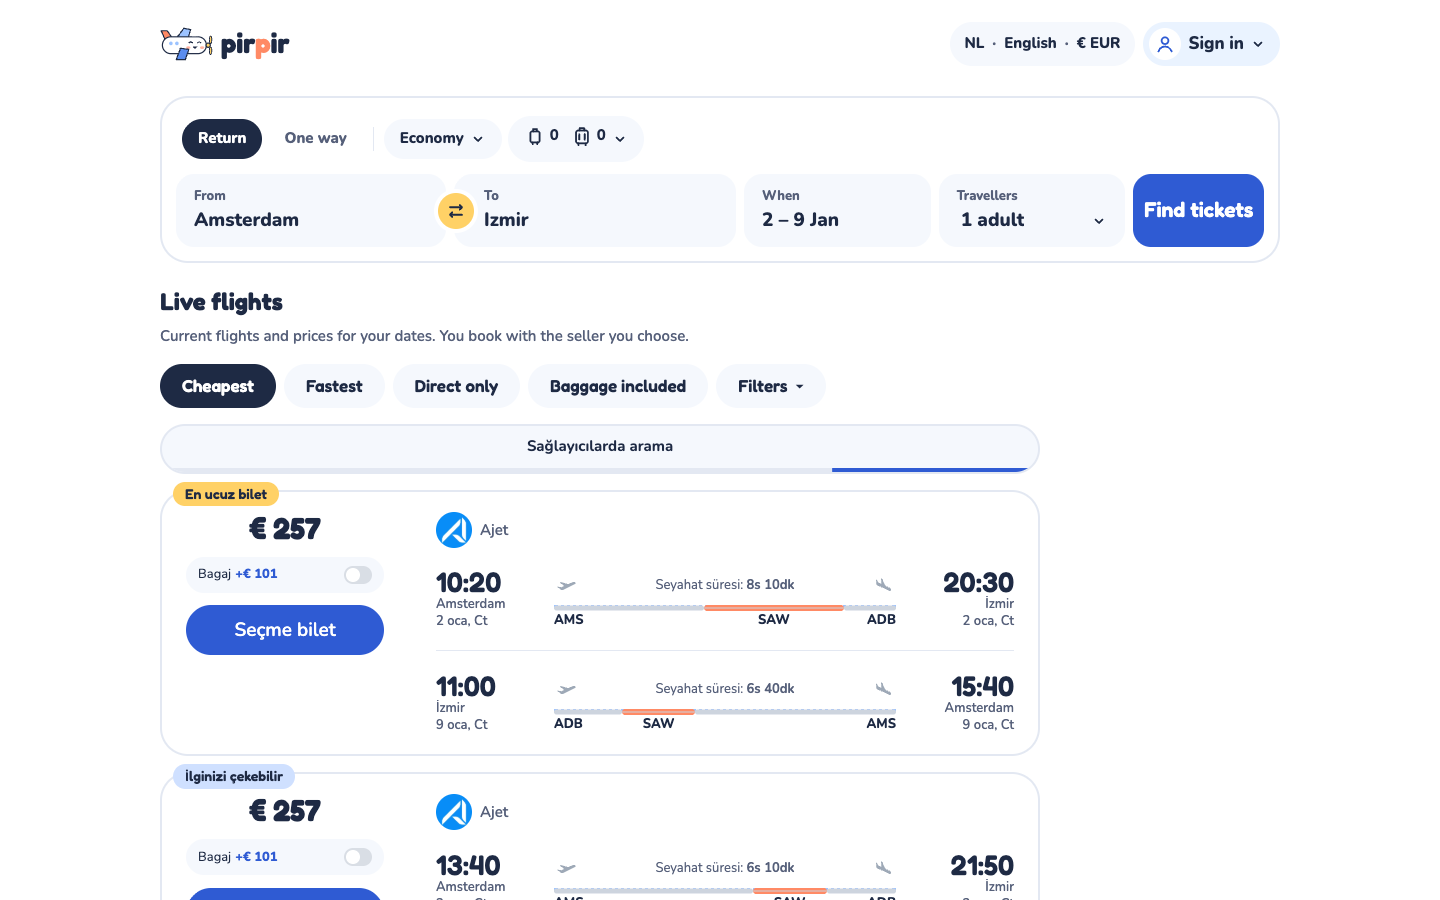 pirpir
NL · English · € EUR
Sign in
Return
One way
Economy
0
0
From
Amsterdam
To
Izmir
When
2 – 9 Jan
Travellers
1 adult
Find tickets
Live flights
Current flights and prices for your dates. You book with the seller you choose.
Cheapest
Fastest
Direct only
Baggage included
Filters
Sağlayıcılarda arama
En ucuz bilet
€ 257
Bagaj +€ 101
Seçme bilet
Ajet
10:20
Amsterdam
2 oca, Ct
Seyahat süresi: 8s 10dk
AMS
SAW
ADB
20:30
İzmir
2 oca, Ct
11:00
İzmir
9 oca, Ct
Seyahat süresi: 6s 40dk
ADB
SAW
AMS
15:40
Amsterdam
9 oca, Ct
İlginizi çekebilir
€ 257
Bagaj +€ 101
Ajet
13:40
Amsterdam
Seyahat süresi: 6s 10dk
AMS
SAW
ADB
21:50
İzmir